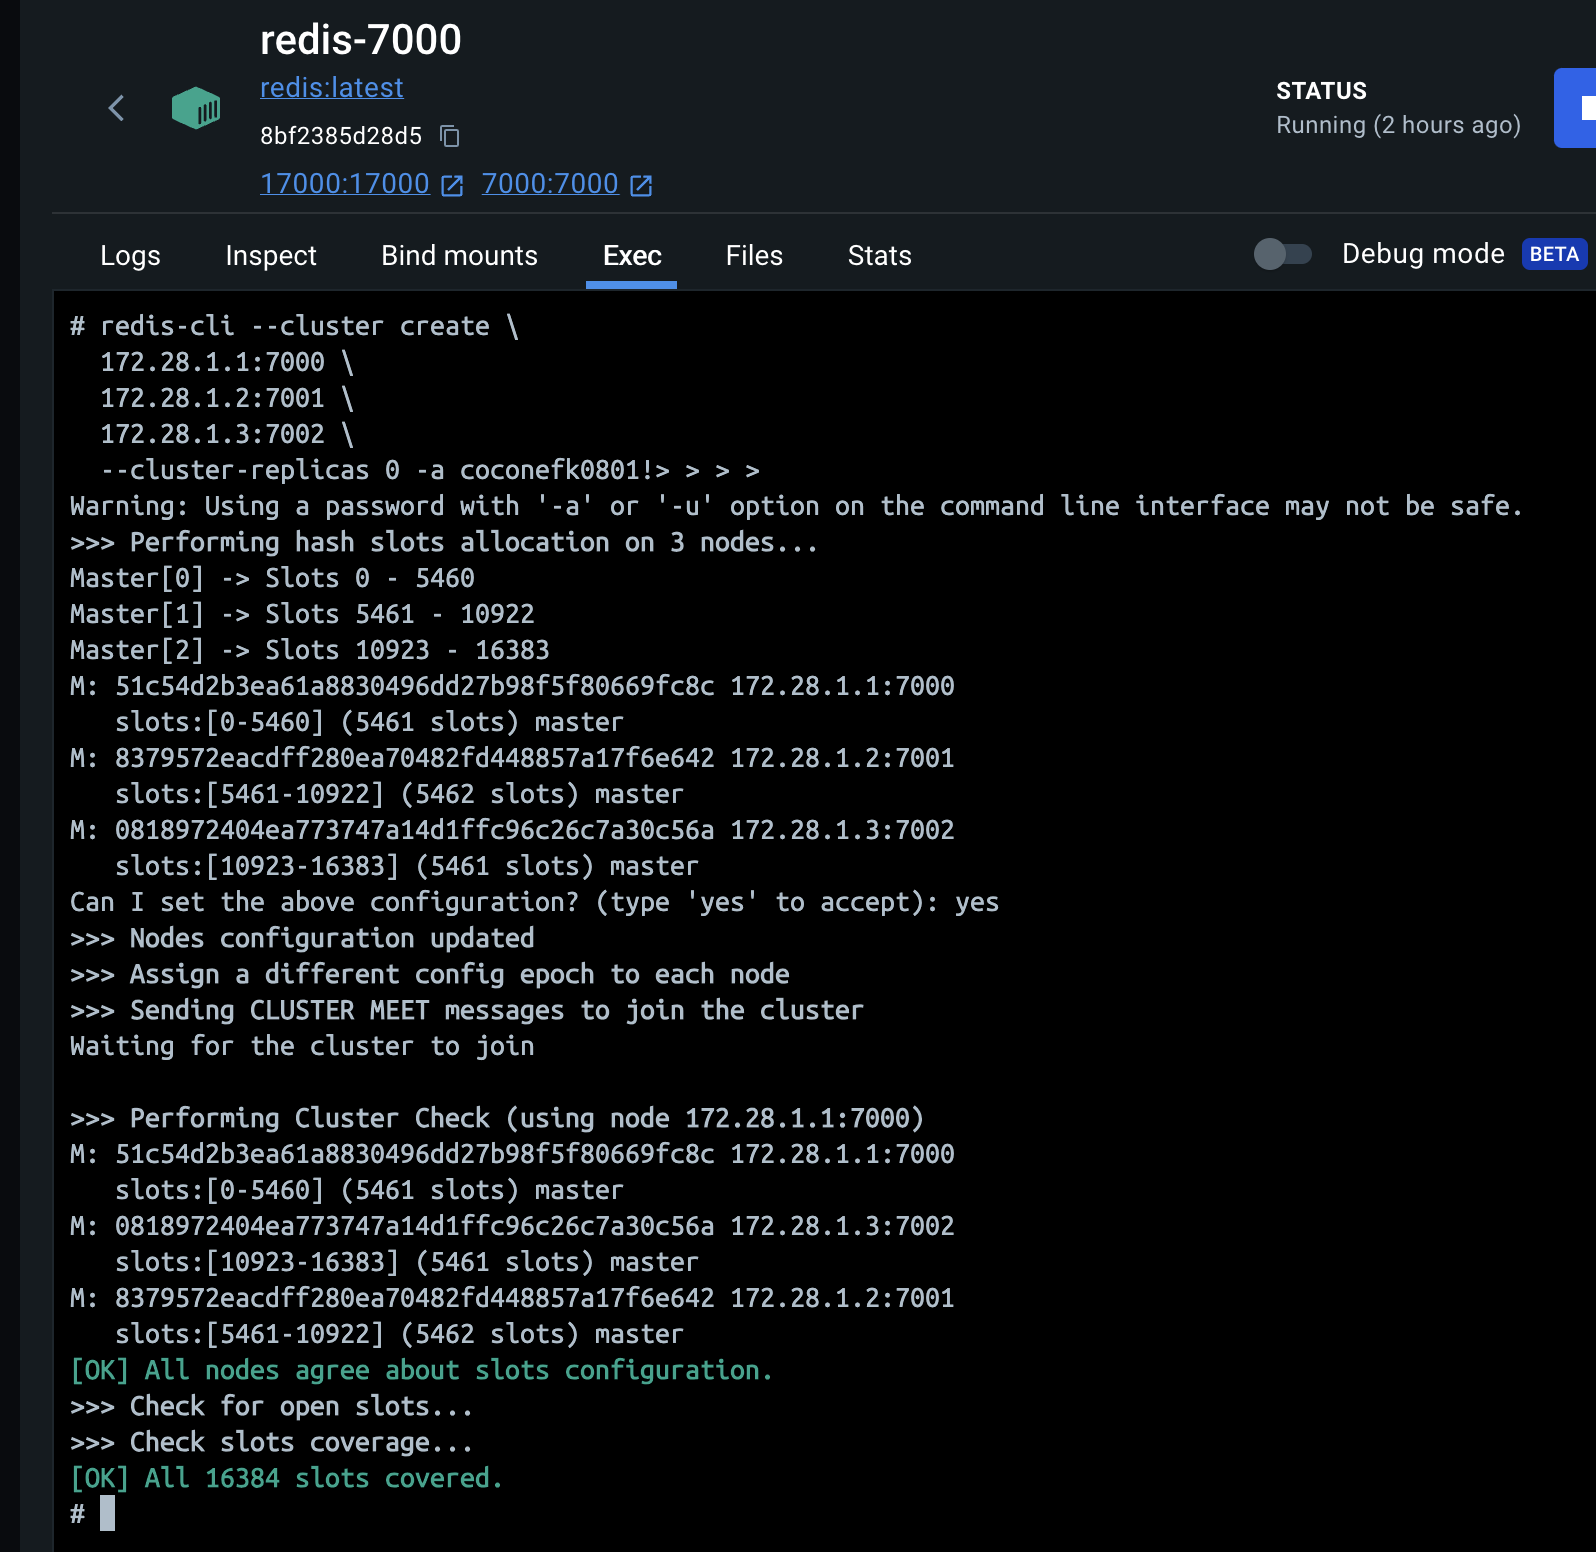 redis-7000
redis:latest
8bf2385d28d5
17000:17000 7000:7000
STATUS
Running (2 hours ago)
Logs Inspect Bind mounts Exec Files Stats Debug mode BETA
# redis-cli --cluster create \
  172.28.1.1:7000 \
  172.28.1.2:7001 \
  172.28.1.3:7002 \
  --cluster-replicas 0 -a coconefk0801!> > > >
Warning: Using a password with '-a' or '-u' option on the command line interface may not be safe.
>>> Performing hash slots allocation on 3 nodes...
Master[0] -> Slots 0 - 5460
Master[1] -> Slots 5461 - 10922
Master[2] -> Slots 10923 - 16383
M: 51c54d2b3ea61a8830496dd27b98f5f80669fc8c 172.28.1.1:7000
   slots:[0-5460] (5461 slots) master
M: 8379572eacdff280ea70482fd448857a17f6e642 172.28.1.2:7001
   slots:[5461-10922] (5462 slots) master
M: 0818972404ea773747a14d1ffc96c26c7a30c56a 172.28.1.3:7002
   slots:[10923-16383] (5461 slots) master
Can I set the above configuration? (type 'yes' to accept): yes
>>> Nodes configuration updated
>>> Assign a different config epoch to each node
>>> Sending CLUSTER MEET messages to join the cluster
Waiting for the cluster to join
>>> Performing Cluster Check (using node 172.28.1.1:7000)
M: 51c54d2b3ea61a8830496dd27b98f5f80669fc8c 172.28.1.1:7000
   slots:[0-5460] (5461 slots) master
M: 0818972404ea773747a14d1ffc96c26c7a30c56a 172.28.1.3:7002
   slots:[10923-16383] (5461 slots) master
M: 8379572eacdff280ea70482fd448857a17f6e642 172.28.1.2:7001
   slots:[5461-10922] (5462 slots) master
[OK] All nodes agree about slots configuration.
>>> Check for open slots...
>>> Check slots coverage...
[OK] All 16384 slots covered.
#